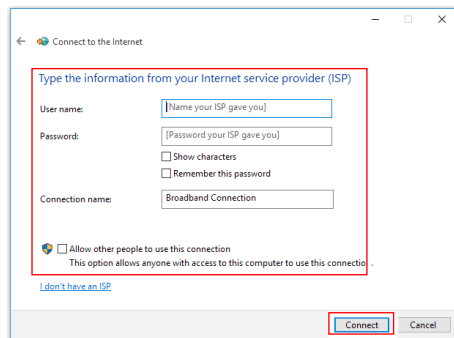 Connect to the Internet
Type the information from your Internet service provider (ISP)
User name:
[Name your ISP gave you]
Password:
[Password your ISP gave you]
Show characters
Remember this password
Connection name:
Broadband Connection
Allow other people to use this connection
This option allows anyone with access to this computer to use this connectio..
I don't have an ISP
Connect
Cancel